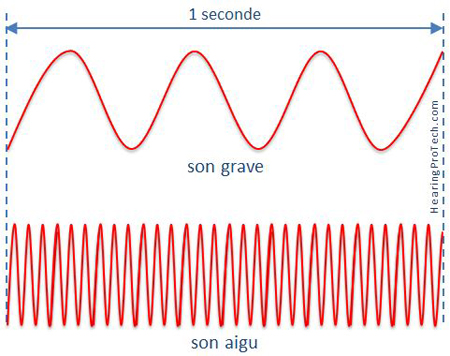 1 seconde
son grave
HearingProTech.com
son aigu